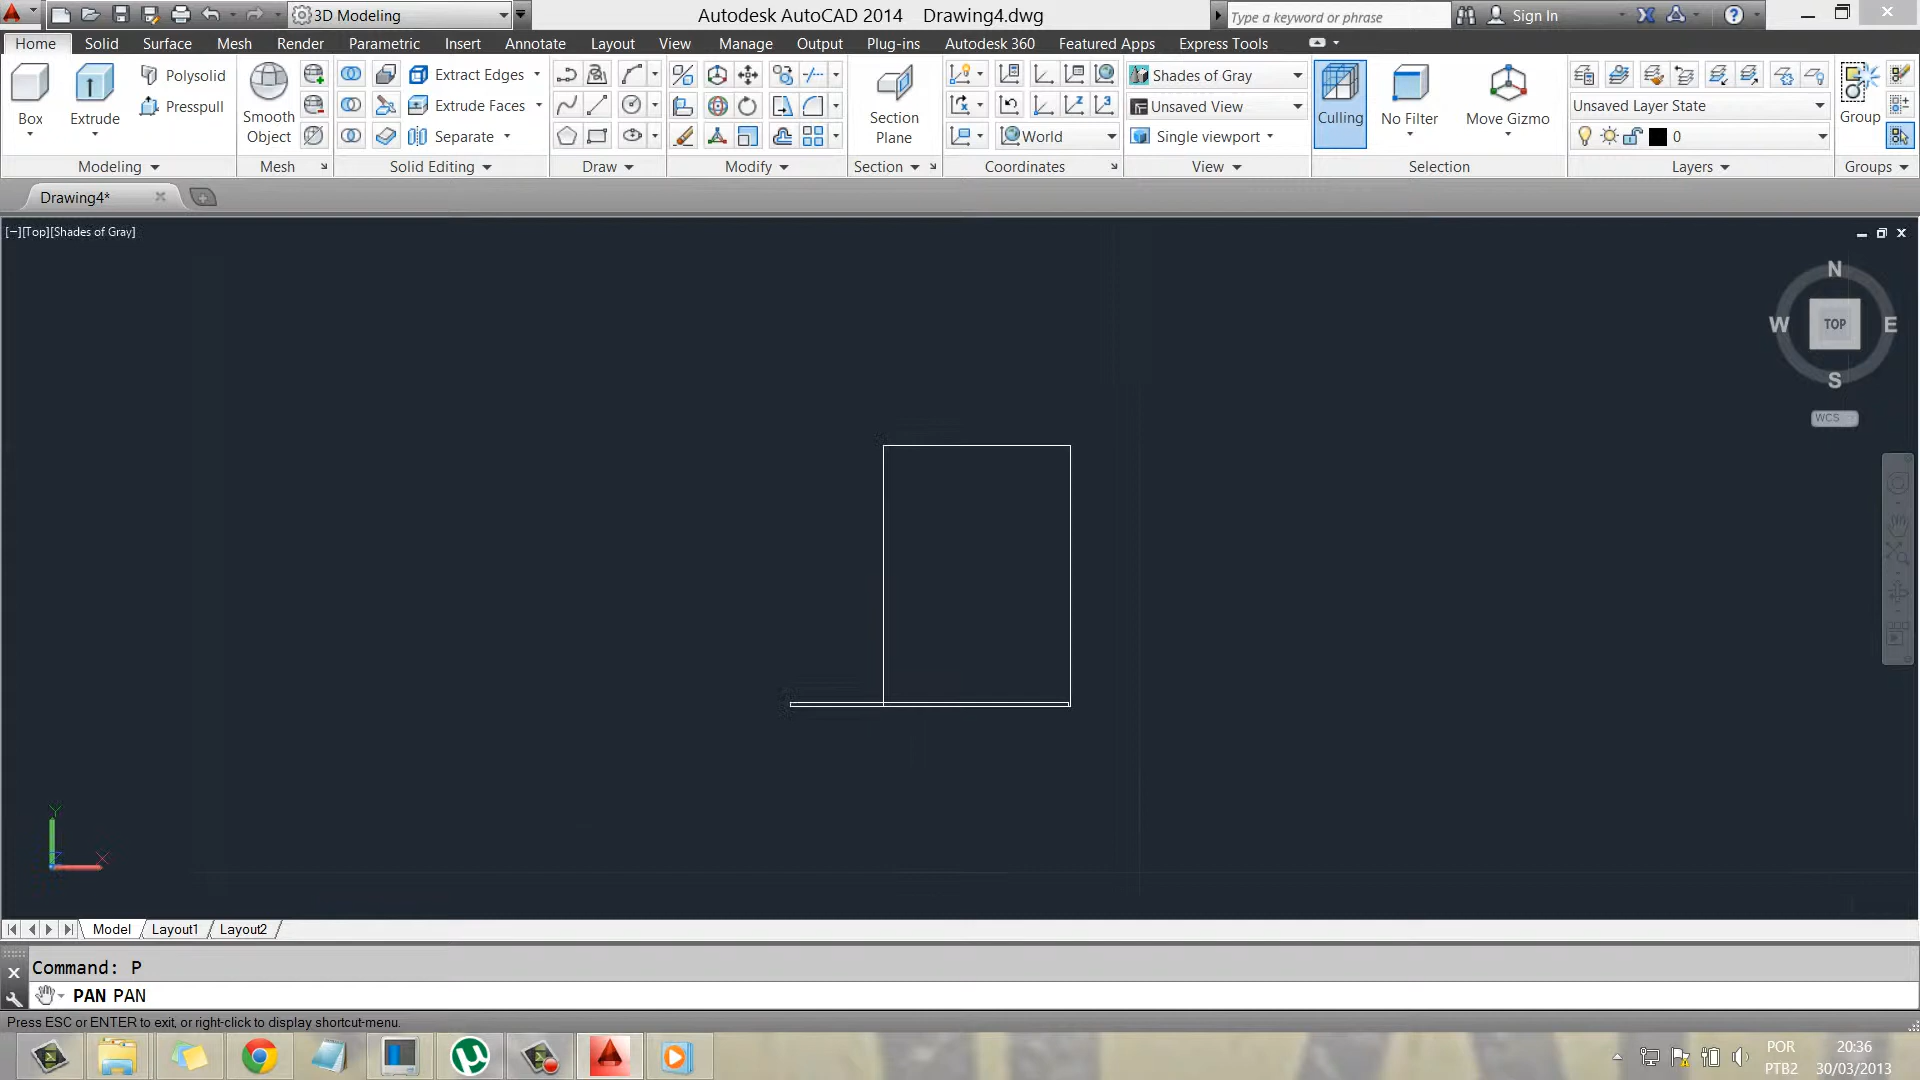 3D Modeling
Autodesk AutoCAD 2014 Drawing4.dwg
Type a keyword or phrase
Sign In
Home Solid Surface Mesh Render Parametric Insert Annotate Layout View Manage Output Plug-ins Autodesk 360 Featured Apps Express Tools
Box
Extrude
Polysolid
Presspull
Modeling
Smooth
Object
Mesh
Extract Edges
Extrude Faces
Separate
Solid Editing
Draw
Modify
Section
Plane
Section
World
Coordinates
Shades of Gray
Unsaved View
Single viewport
View
Culling
No Filter
Move Gizmo
Selection
Unsaved Layer State
0
Layers
Group
Groups
Drawing4*
[−][Top][Shades of Gray]
N
W TOP E
S
WCS
Y
Z
X
Model Layout1 Layout2
Command: P
PAN PAN
Press ESC or ENTER to exit, or right-click to display shortcut-menu.
POR
PTB2
20:36
30/03/2013